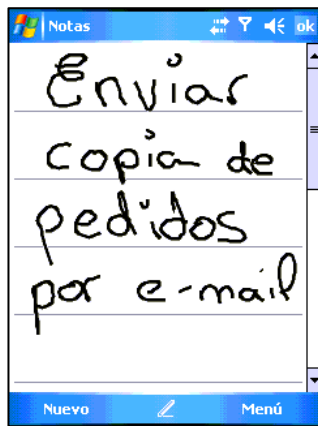 Notas ok
Enviar
copia de
pedidos
por e-mail
Nuevo Menú